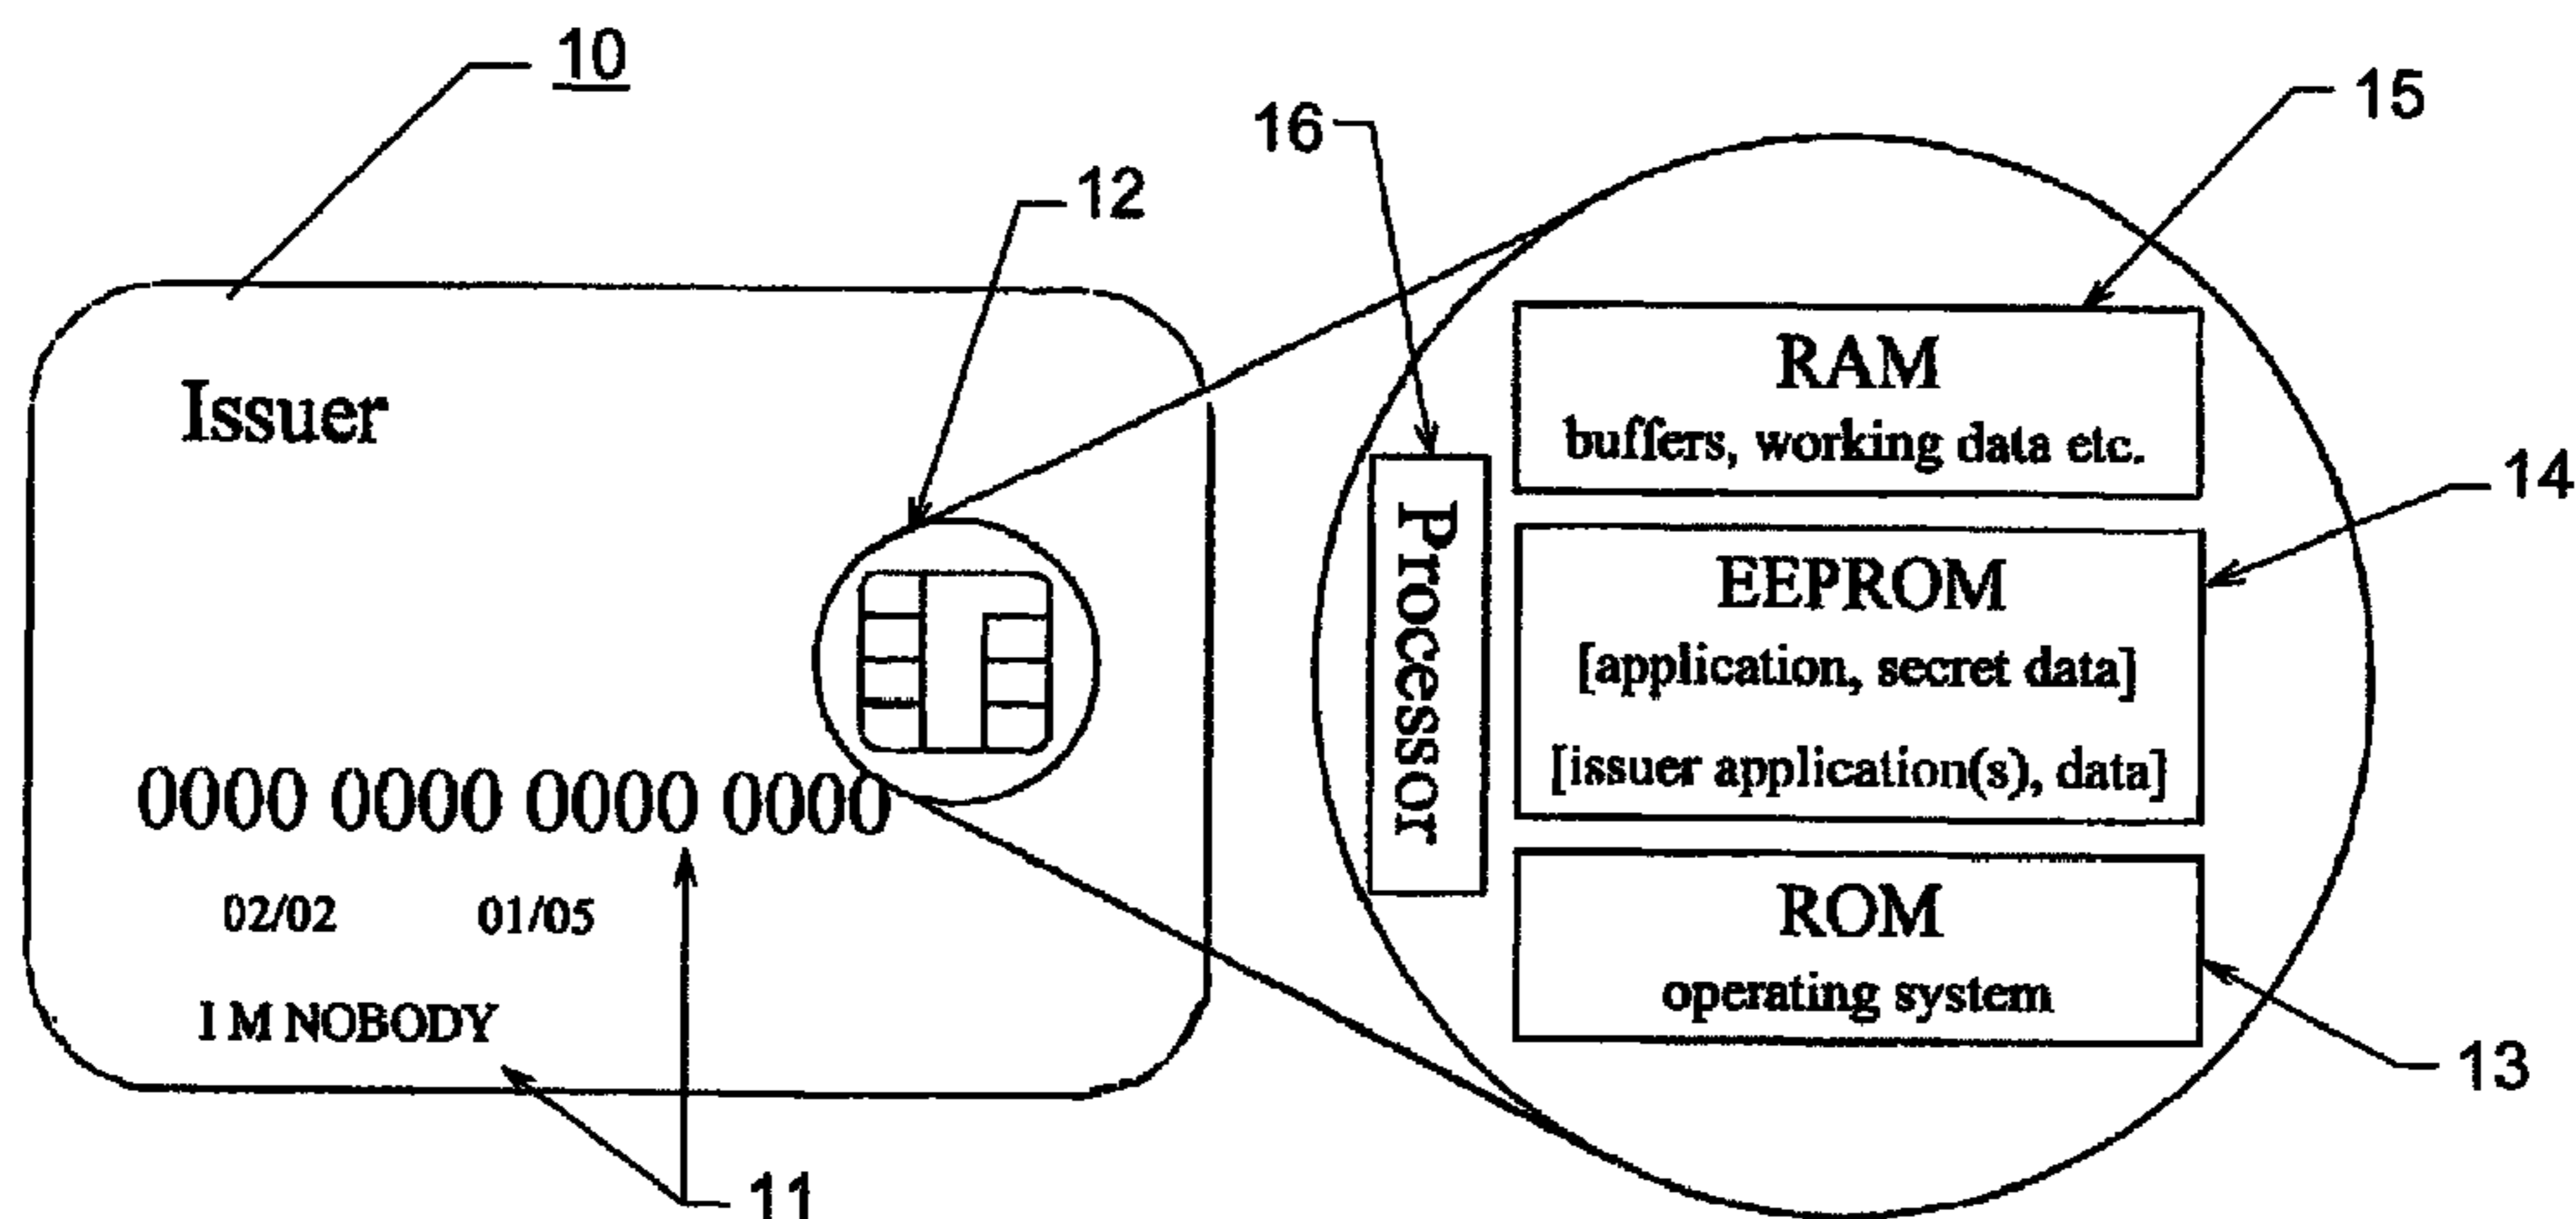 10
15
16
12
Issuer
RAM
buffers, working data etc.
14
Processor
EEPROM
[application, secret data]
[issuer application(s), data]
0000 0000 0000 0000
02/02 01/05
ROM
operating system
I M NOBODY
13
11